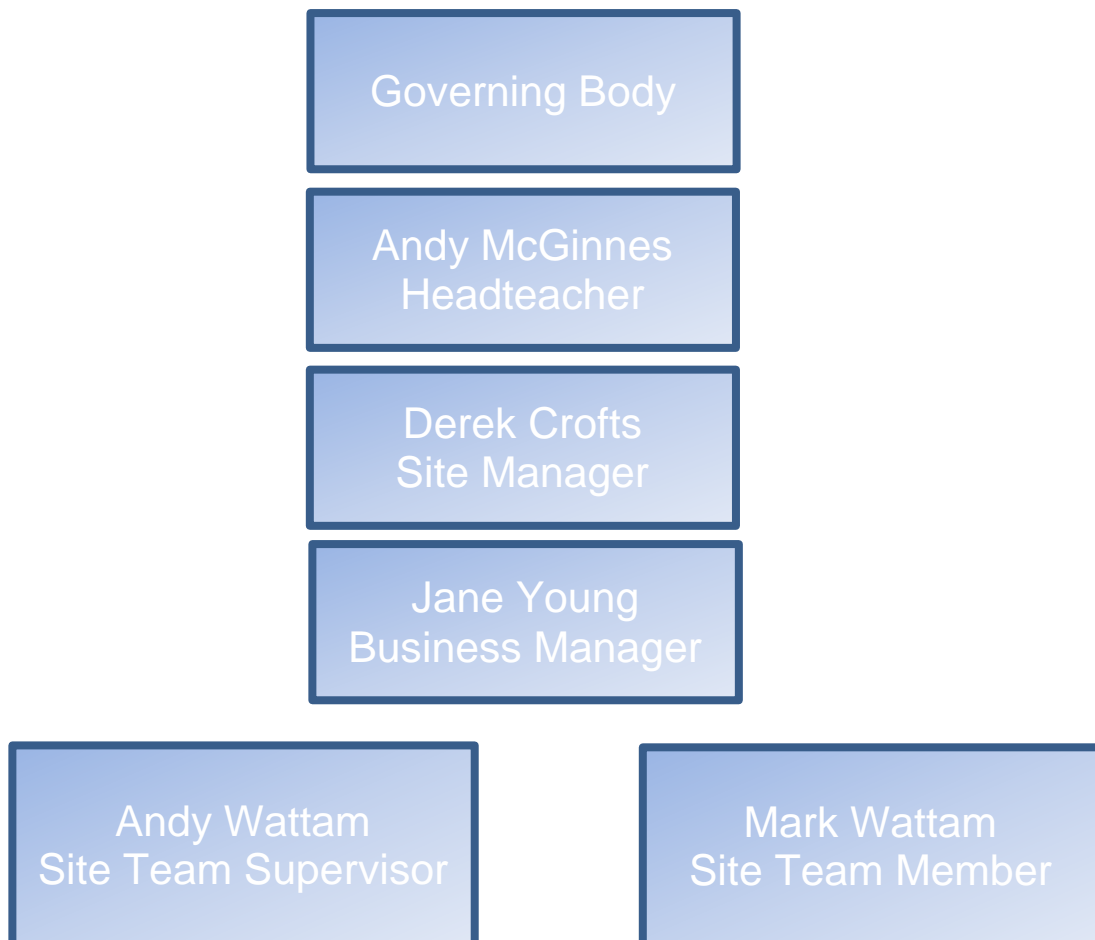 Governing Body
Andy McGinnes
Headteacher
Derek Crofts
Site Manager
Jane Young
Business Manager
Andy Wattam
Site Team Supervisor
Mark Wattam
Site Team Member